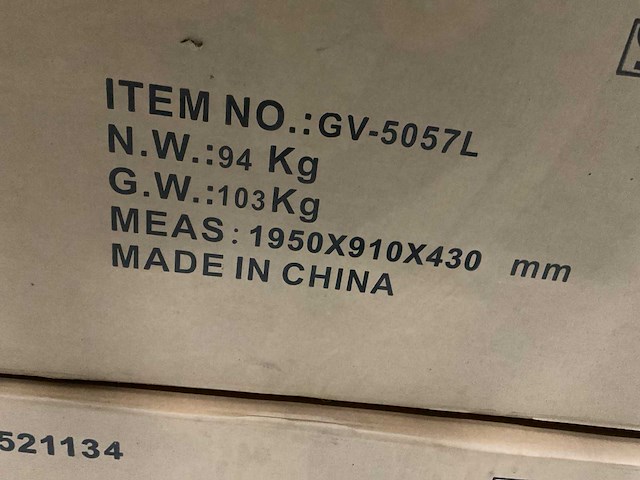 ITEM NO.:GV-5057L
N.W.:94 Kg
G.W.:103Kg
MEAS: 1950X910X430 mm
MADE IN CHINA
521134